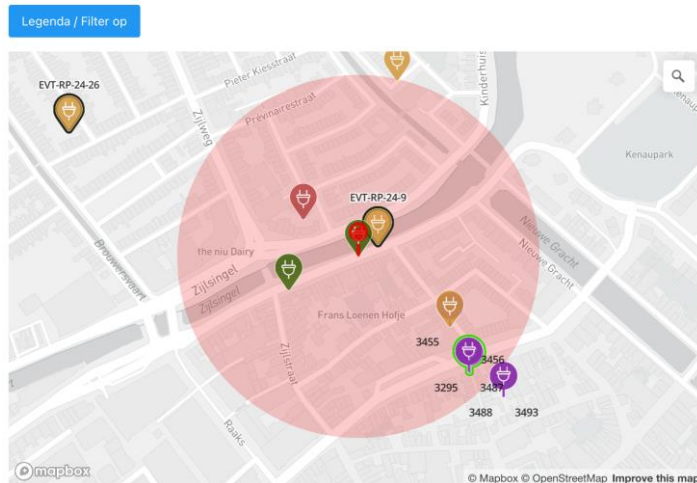 Legenda / Filter op
EVT-RP-24-26
Pieter Kiesstraat
Kinderhuis
Prévinairestraat
Zijlweg
Kenaupark
EVT-RP-24-9
Brouwersvaart
the niu Dairy
Zijlsingel
Zijlsingel
Nieuwe Gracht
Nieuwe Gracht
Frans Loenen Hofje
Zijlstraat
3455
3456
3295
3487
3488
3493
Raaks
mapbox
© Mapbox © OpenStreetMap Improve this map